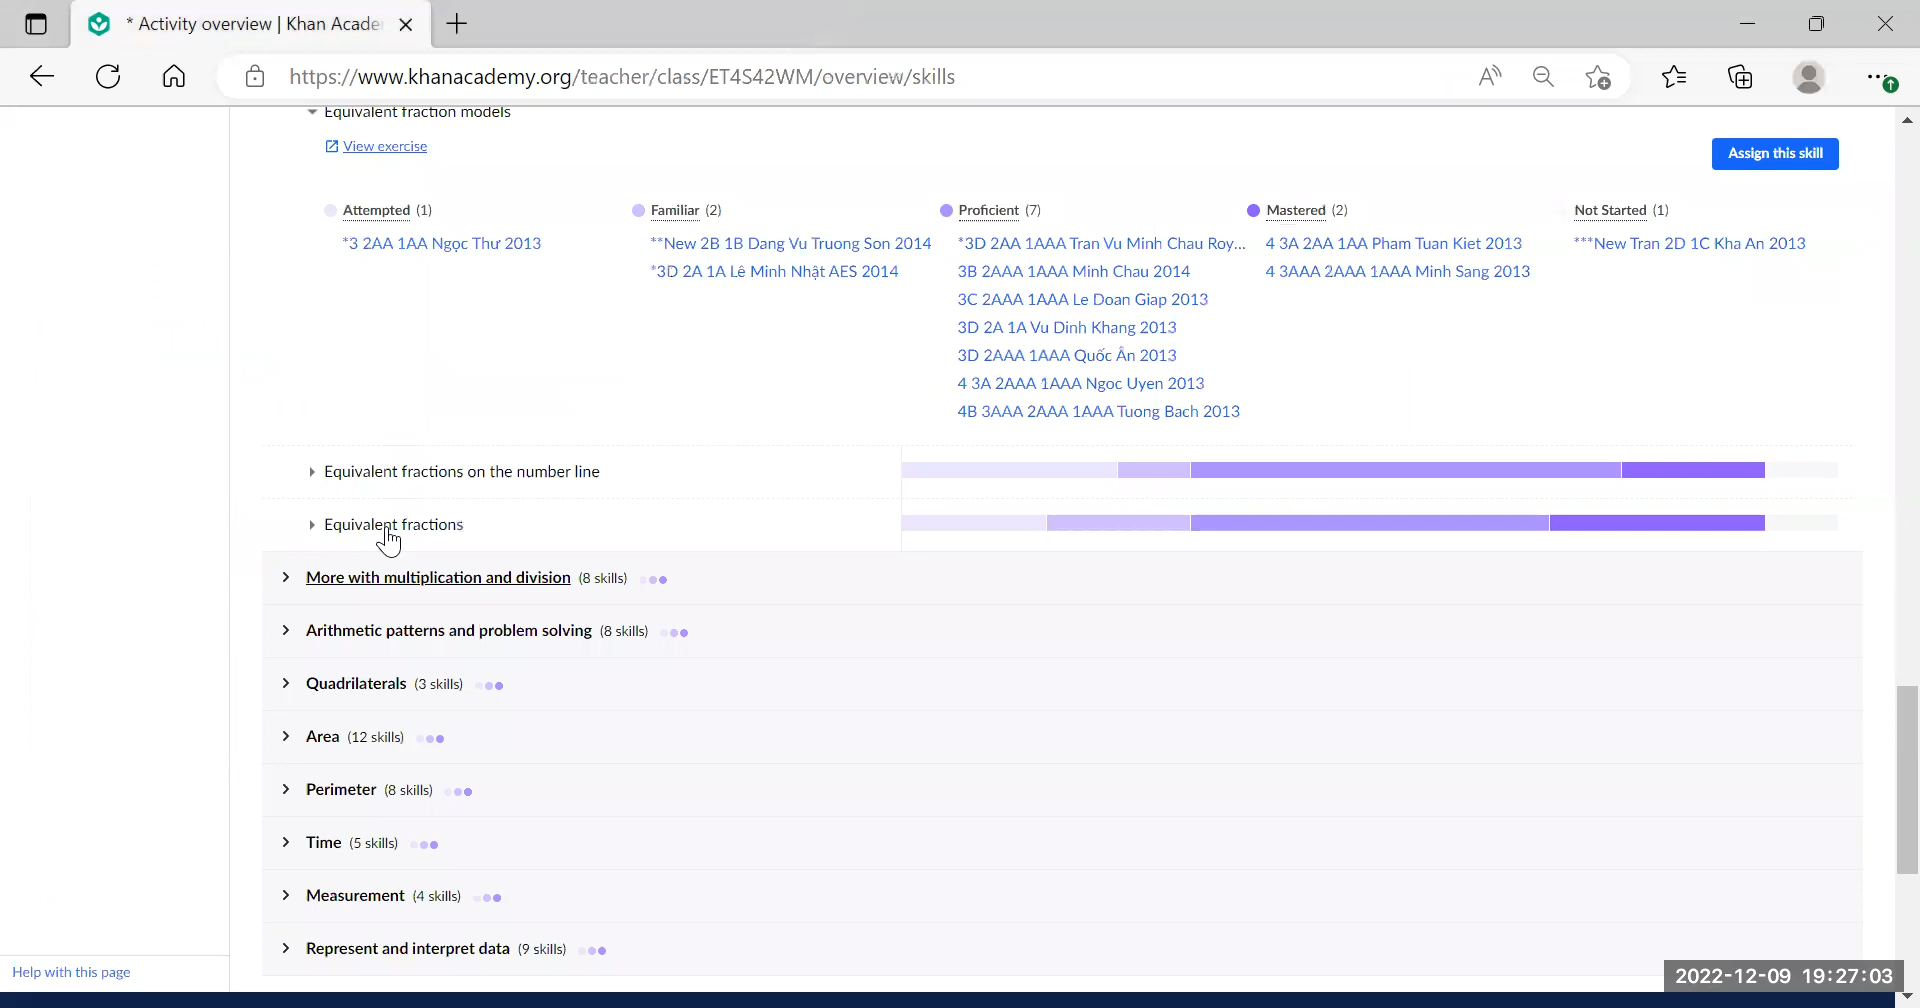 * Activity overview | Khan Acade
https://www.khanacademy.org/teacher/class/ET4S42WM/overview/skills
Equivalent fraction models
View exercise
Assign this skill
Attempted (1)
*3 2AA 1AA Ngọc Thư 2013
Familiar (2)
**New 2B 1B Dang Vu Truong Son 2014
*3D 2A 1A Lê Minh Nhật AES 2014
Proficient (7)
*3D 2AA 1AAA Tran Vu Minh Chau Roy...
3B 2AAA 1AAA Minh Chau 2014
3C 2AAA 1AAA Le Doan Giap 2013
3D 2A 1A Vu Dinh Khang 2013
3D 2AAA 1AAA Quốc Ấn 2013
4 3A 2AAA 1AAA Ngoc Uyen 2013
4B 3AAA 2AAA 1AAA Tuong Bach 2013
Mastered (2)
4 3A 2AA 1AA Pham Tuan Kiet 2013
4 3AAA 2AAA 1AAA Minh Sang 2013
Not Started (1)
***New Tran 2D 1C Kha An 2013
Equivalent fractions on the number line
Equivalent fractions
More with multiplication and division (8 skills)
Arithmetic patterns and problem solving (8 skills)
Quadrilaterals (3 skills)
Area (12 skills)
Perimeter (8 skills)
Time (5 skills)
Measurement (4 skills)
Represent and interpret data (9 skills)
Help with this page
2022-12-09 19:27:03